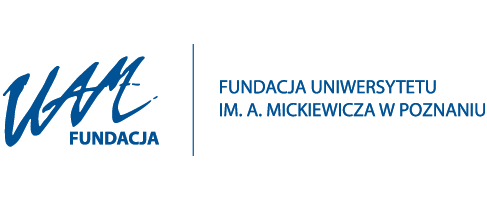 UAM
FUNDACJA
FUNDACJA UNIWERSYTETU
IM. A. MICKIEWICZA W POZNANIU